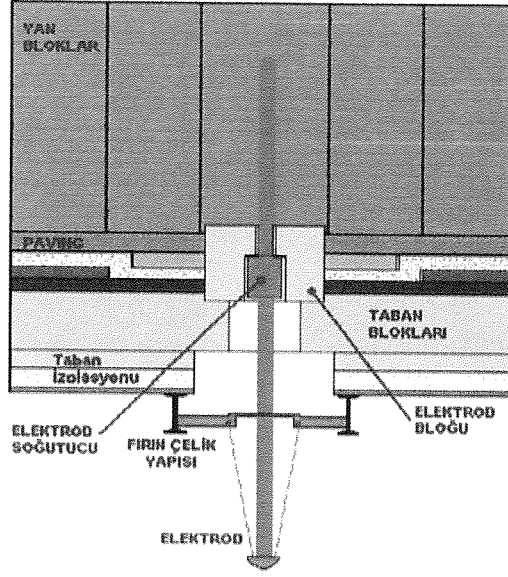 YAN
BLOKLAR
PAVING
TABAN
BLOKLARI
Taban
İzolasyonu
ELEKTROD
SOĞUTUCU
FIRIN ÇELİK
YAPISI
ELEKTROD
BLOĞU
ELEKTROD